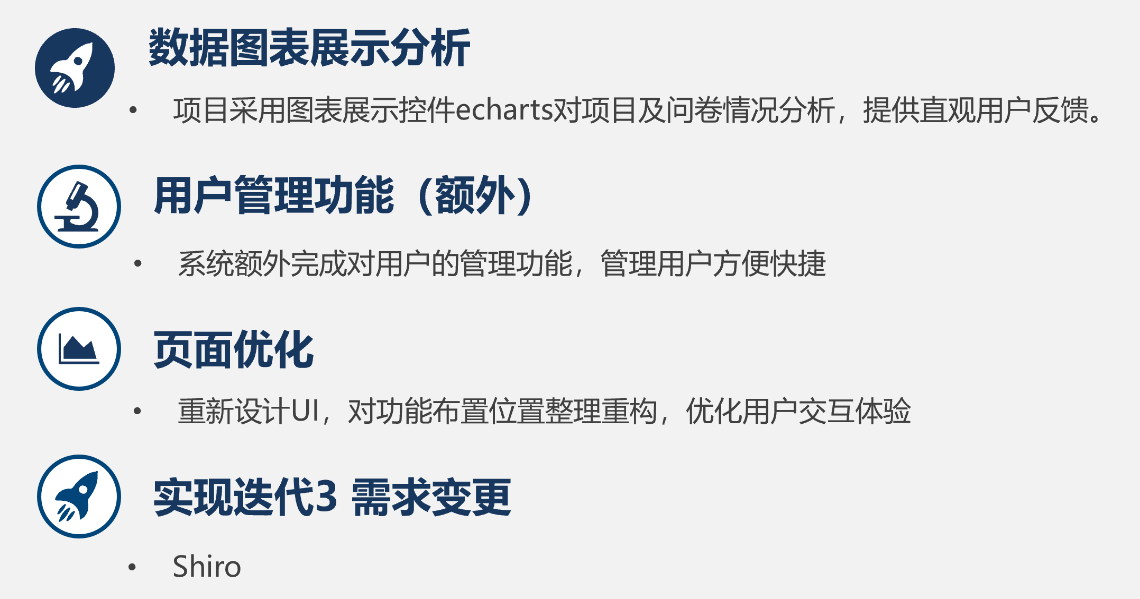 数据图表展示分析
• 项目采用图表展示控件echarts对项目及问卷情况分析，提供直观用户反馈。
用户管理功能（额外）
• 系统额外完成对用户的管理功能，管理用户方便快捷
页面优化
• 重新设计UI，对功能布置位置整理重构，优化用户交互体验
实现迭代3 需求变更
• Shiro